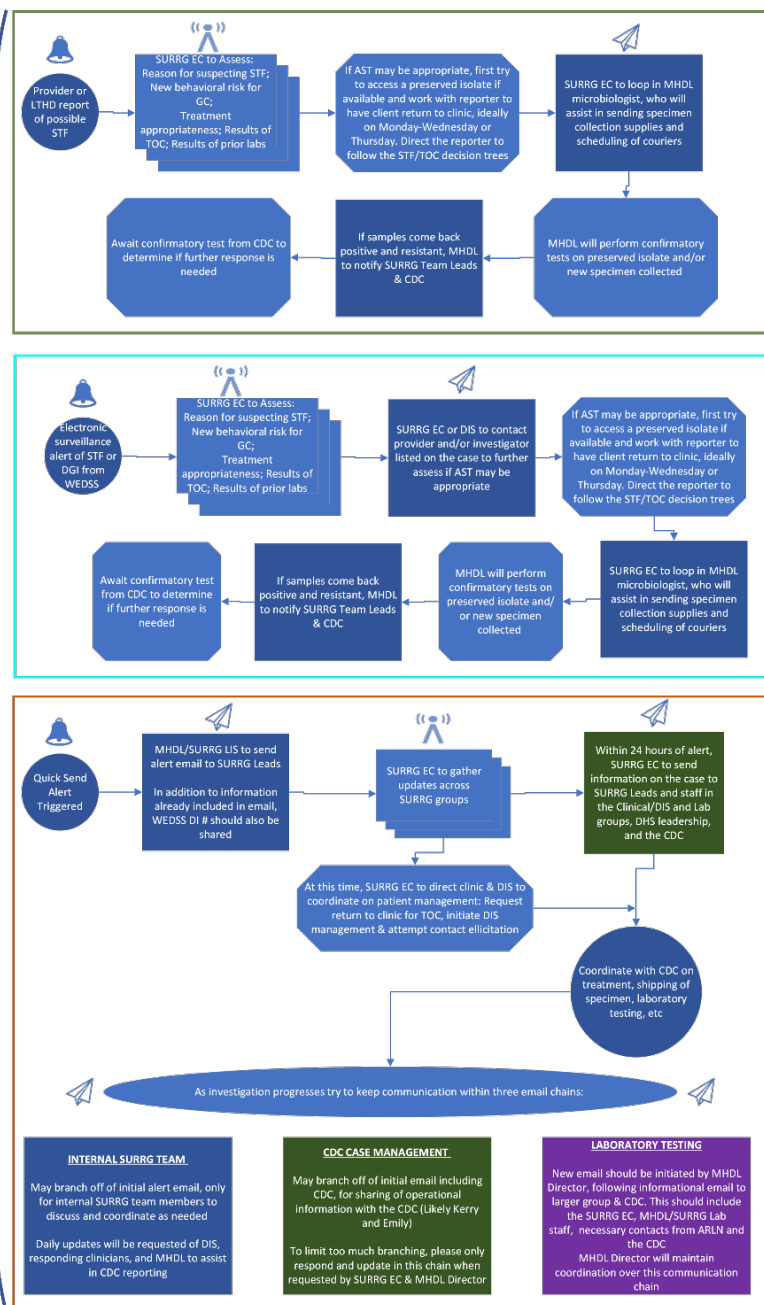 Provider or
LTHD report
of possible
STF
SURRG EC to Assess:
Reason for suspecting STF;
New behavioral risk for
GC;
Treatment
appropriateness; Results of
TOC; Results of prior labs
If AST may be appropriate, first try
to access a preserved isolate if
available and work with reporter to
have client return to clinic, ideally
on Monday-Wednesday or
Thursday. Direct the reporter to
follow the STF/TOC decision trees
SURRG EC to loop in MHDL
microbiologist, who will
assist in sending specimen
collection supplies and
scheduling of couriers
MHDL will perform confirmatory
tests on preserved isolate and/or
new specimen collected
If samples come back
positive and resistant, MHDL
to notify SURRG Team Leads
& CDC
Await confirmatory test from CDC to
determine if further response is
needed
Electronic
surveillance
alert of STF or
DGI from
WEDSS
SURRG EC to Assess:
Reason for suspecting STF;
New behavioral risk for
GC;
Treatment
appropriateness; Results of
TOC; Results of prior labs
SURRG EC or DIS to contact
provider and/or investigator
listed on the case to further
assess if AST may be
appropriate
If AST may be appropriate, first try
to access a preserved isolate if
available and work with reporter to
have client return to clinic, ideally
on Monday-Wednesday or
Thursday. Direct the reporter to
follow the STF/TOC decision trees
SURRG EC to loop in MHDL
microbiologist, who will
assist in sending specimen
collection supplies and
scheduling of couriers
MHDL will perform
confirmatory tests on
preserved isolate and/
or new specimen
collected
If samples come back
positive and resistant, MHDL
to notify SURRG Team Leads
& CDC
Await confirmatory test
from CDC to determine
if further response is
needed
Quick Send
Alert
Triggered
MHDL/SURRG LIS to send
alert email to SURRG Leads
In addition to information
already included in email,
WEDSS DI # should also be
shared
SURRG EC to gather
updates across
SURRG groups
Within 24 hours of alert,
SURRG EC to send
information on the case to
SURRG Leads and staff in
the Clinical/DIS and Lab
groups, DHS leadership,
and the CDC
At this time, SURRG EC to direct clinic & DIS to
coordinate on patient management: Request
return to clinic for TOC, initiate DIS
management & attempt contact ellicitation
Coordinate with CDC on
treatment, shipping of
specimen, laboratory
testing, etc
As investigation progresses try to keep communication within three email chains:
INTERNAL SURRG TEAM
May branch off of initial alert email, only
for internal SURRG team members to
discuss and coordinate as needed
Daily updates will be requested of DIS,
responding clinicians, and MHDL to assist
in CDC reporting
CDC CASE MANAGEMENT
May branch off of initial email including
CDC, for sharing of operational
information with the CDC (Likely Kerry
and Emily)
To limit too much branching, please only
respond and update in this chain when
requested by SURRG EC & MHDL Director
LABORATORY TESTING
New email should be initiated by MHDL
Director, following informational email to
larger group & CDC. This should include
the SURRG EC, MHDL/SURRG Lab
staff, necessary contacts from ARLN and
the CDC
MHDL Director will maintain
coordination over this communication
chain